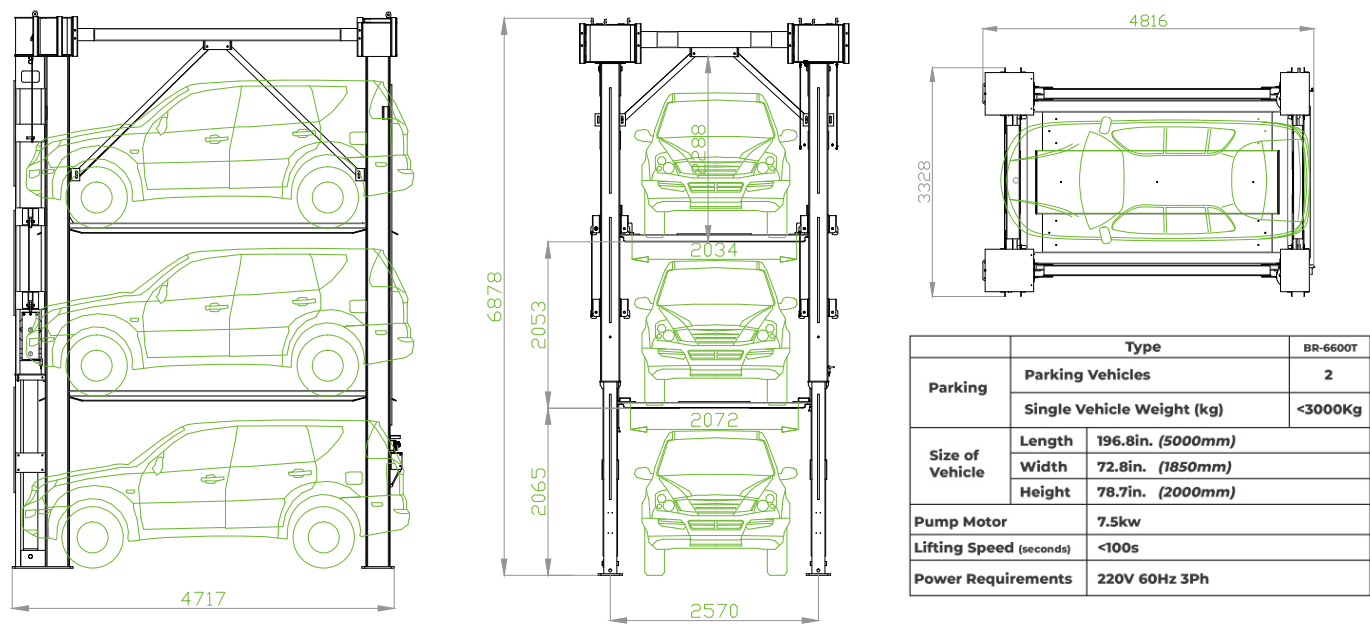 4717
6878
2288
2034
2053
2072
2065
2570
4816
3328
Type BR-6600T
Parking
Parking Vehicles 2
Single Vehicle Weight (kg) <3000Kg
Size of
Vehicle
Length 196.8in. (5000mm)
Width 72.8in. (1850mm)
Height 78.7in. (2000mm)
Pump Motor 7.5kw
Lifting Speed (seconds) <100s
Power Requirements 220V 60Hz 3Ph